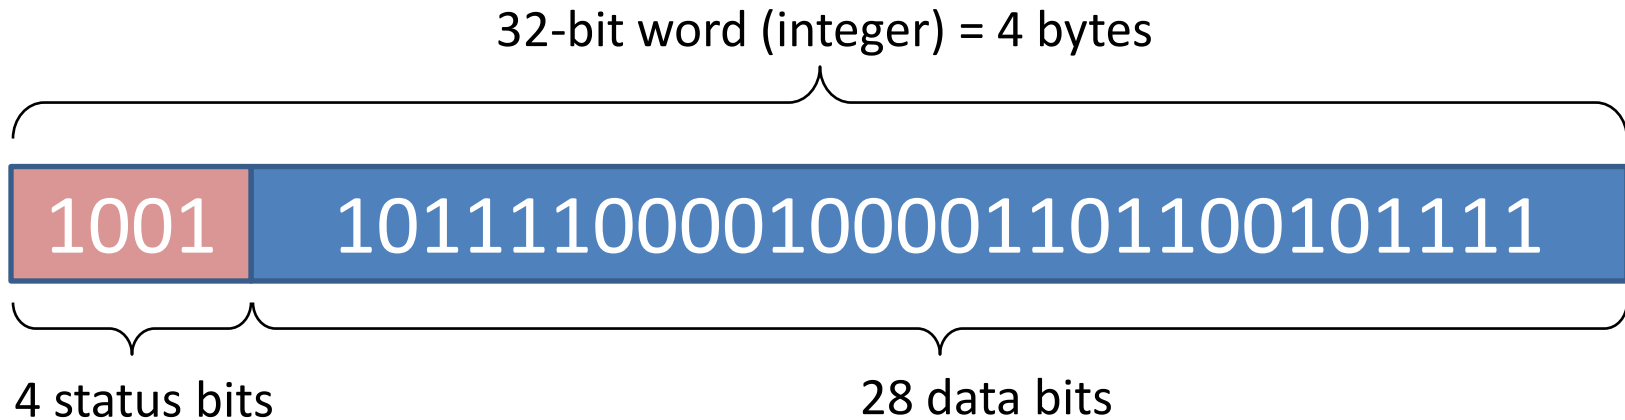 32-bit word (integer) = 4 bytes
1001 1011110000100001101100101111
4 status bits 28 data bits